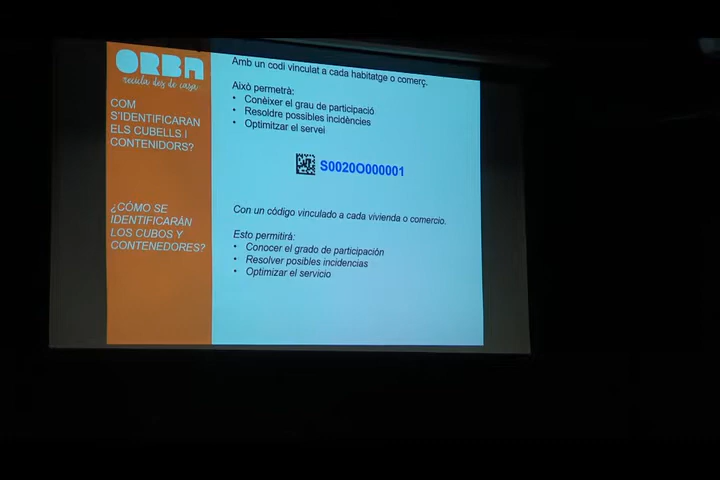 ORBA
recicla des de casa
COM
S'IDENTIFICARAN
ELS CUBELLS I
CONTENIDORS?
¿CÓMO SE
IDENTIFICARÁN
LOS CUBOS Y
CONTENEDORES?
Amb un codi vinculat a cada habitatge o comerç.
Això permetrà:
• Conèixer el grau de participació
• Resoldre possibles incidències
• Optimitzar el servei
S0020O000001
Con un código vinculado a cada vivienda o comercio.
Esto permitirá:
• Conocer el grado de participación
• Resolver posibles incidencias
• Optimizar el servicio